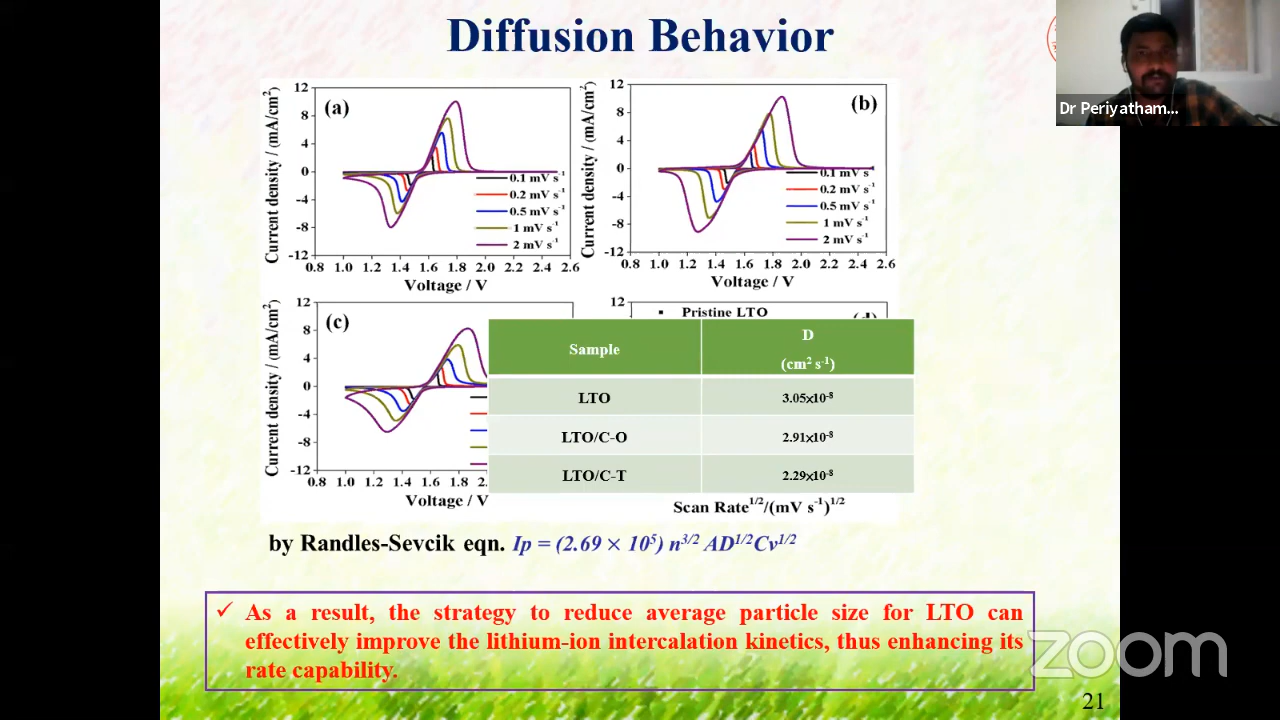 Diffusion Behavior
Dr Periyatham...
12
8
4
0
-4
-8
-12
Current density / (mA/cm²)
(a)
0.1 mV s⁻¹
0.2 mV s⁻¹
0.5 mV s⁻¹
1 mV s⁻¹
2 mV s⁻¹
0.8 1.0 1.2 1.4 1.6 1.8 2.0 2.2 2.4 2.6
Voltage / V
12
8
4
0
-4
-8
-12
Current density / (mA/cm²)
(b)
0.1 mV s⁻¹
0.2 mV s⁻¹
0.5 mV s⁻¹
1 mV s⁻¹
2 mV s⁻¹
0.8 1.0 1.2 1.4 1.6 1.8 2.0 2.2 2.4 2.6
Voltage / V
12
8
4
0
-4
-8
-12
Current density / (mA/cm²)
(c)
0.8 1.0 1.2 1.4 1.6 1.8 2.
Voltage / V
12
Pristine LTO
Sample D
(cm² s⁻¹)
LTO 3.05x10⁻⁸
LTO/C-O 2.91x10⁻⁸
LTO/C-T 2.29x10⁻⁸
Scan Rate¹ᐟ²/(mV s⁻¹)¹ᐟ²
by Randles-Sevcik eqn. Ip = (2.69 × 10⁵) n³ᐟ² AD¹ᐟ²Cv¹ᐟ²
✓ As a result, the strategy to reduce average particle size for LTO can
effectively improve the lithium-ion intercalation kinetics, thus enhancing its
rate capability.
zoom
21